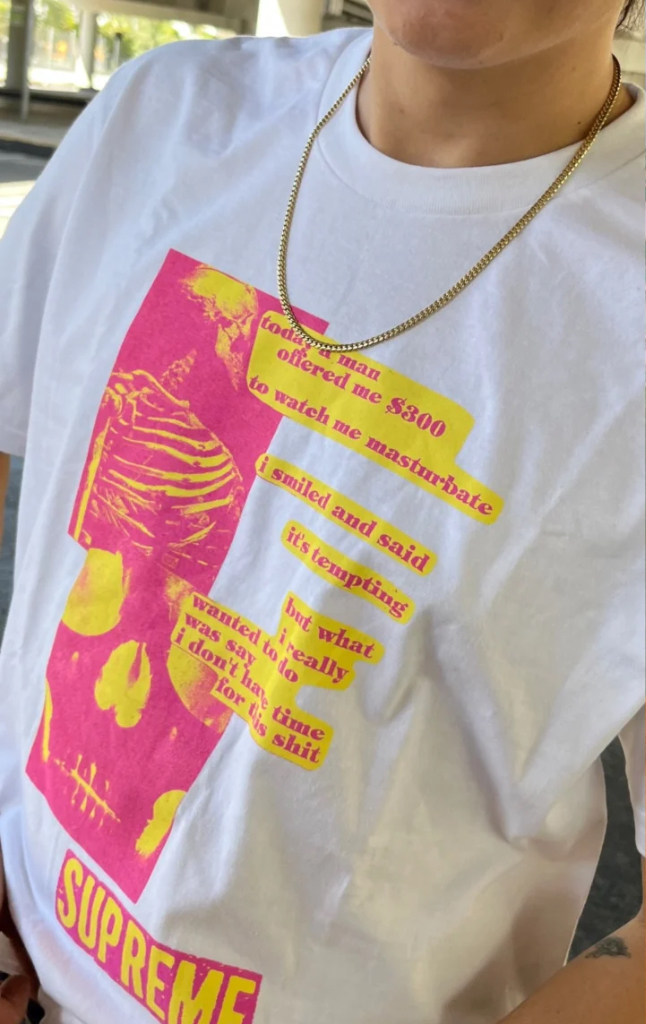 today a man
offered me $300
to watch me masturbate
i smiled and said
it's tempting
but what
i really
wanted to do
was say
i don't have time
for this shit
SUPREME